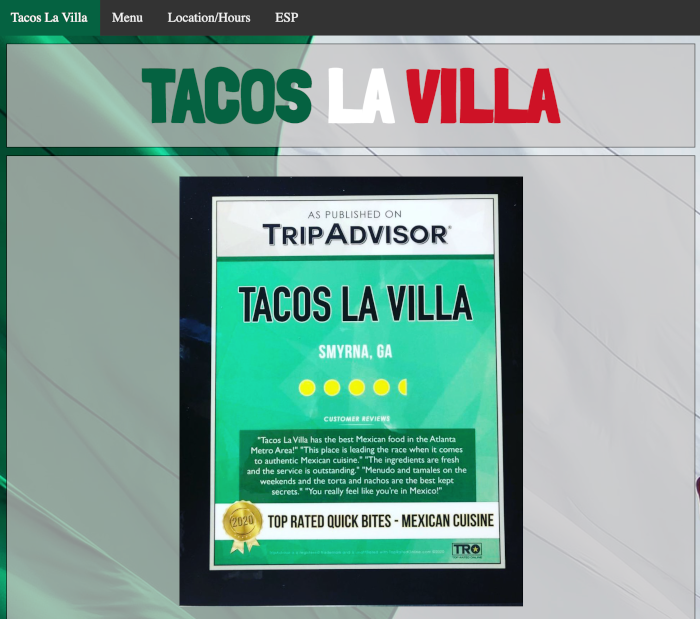 Tacos La Villa Menu Location/Hours ESP
TACOS LA VILLA
AS PUBLISHED ON
TRIPADVISOR®
TACOS LA VILLA
SMYRNA, GA
CUSTOMER REVIEWS
"Tacos La Villa has the best Mexican food in the Atlanta
Metro Area!" "This place is leading the race when it comes
to authentic Mexican cuisine." "The ingredients are fresh
and the service is outstanding." "Menudo and tamales on the
weekends and the torta and nachos are the best kept
secrets." "You really feel like you're in Mexico!"
2020 TOP RATED QUICK BITES - MEXICAN CUISINE
TRO